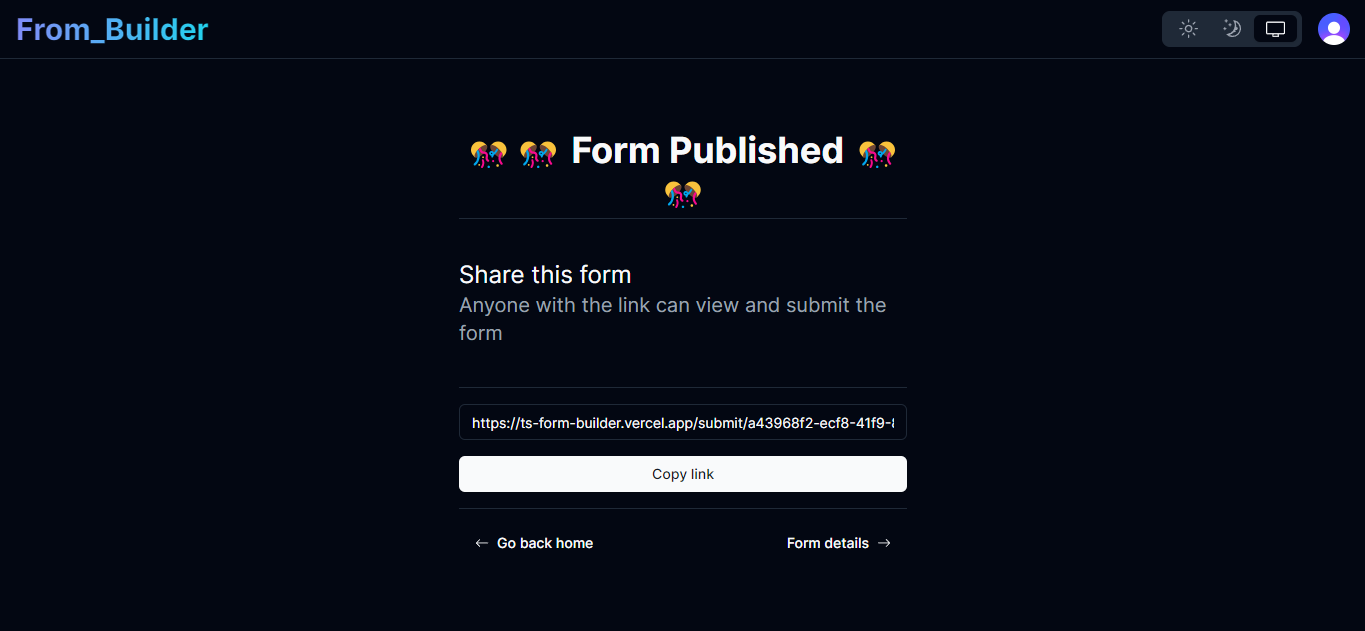 From_Builder
🎊 🎊 Form Published 🎊
🎊
Share this form
Anyone with the link can view and submit the
form
https://ts-form-builder.vercel.app/submit/a43968f2-ecf8-41f9-
Copy link
← Go back home
Form details →